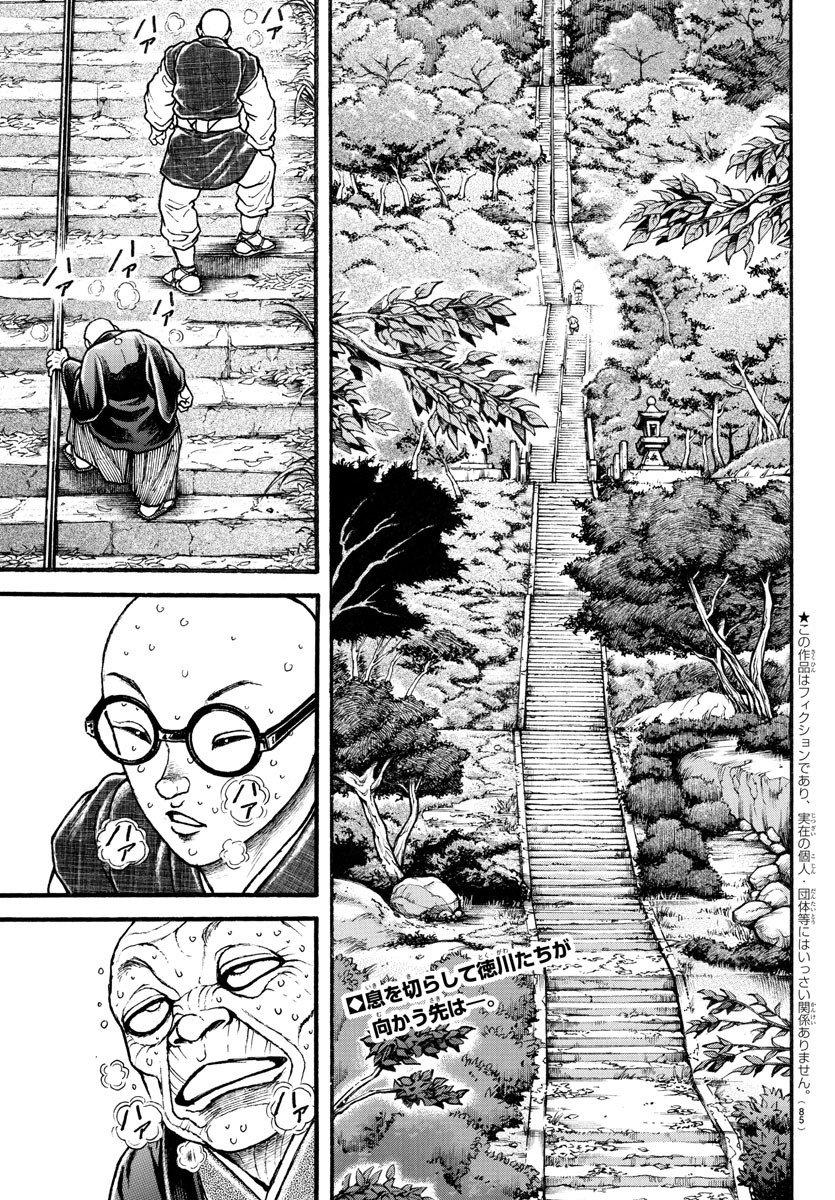 ★この作品はフィクションであり、実在の個人・団体等にはいっさい関係ありません。
（85）
◆息を切らして徳川たちが
向かう先は―。
ハァ
ハァ
ハァ
ハァ
ハァ
ハァ
ハァ
ハァ
ハァ